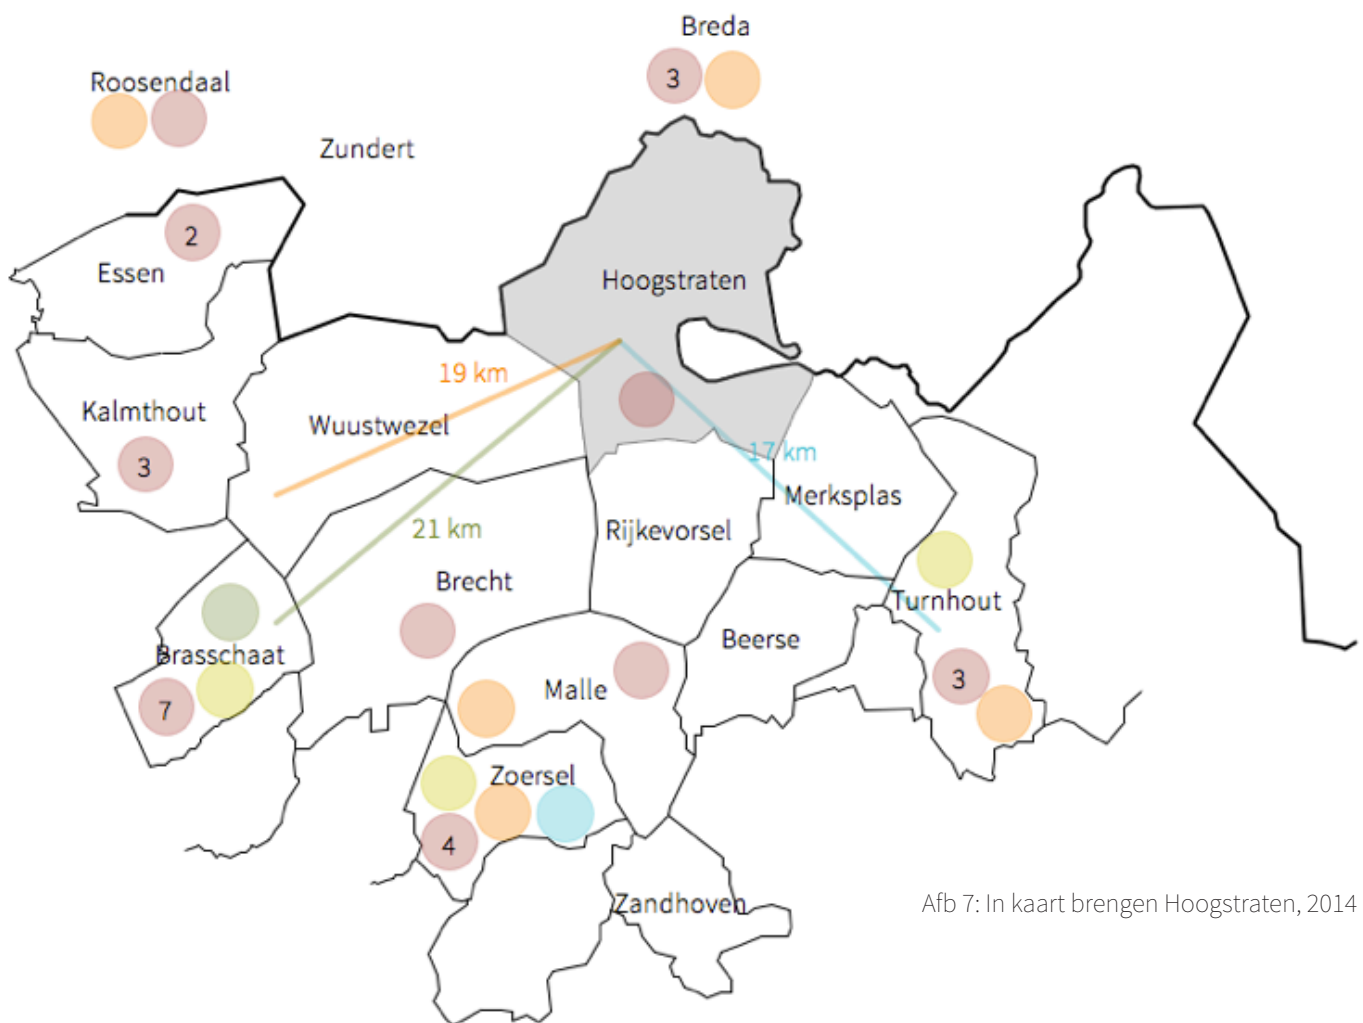 Breda
3
Roosendaal
Zundert
2
Essen
Hoogstraten
19 km
Kalmthout
Wuustwezel
17 km
3
Merksplas
21 km
Rijkevorsel
Brecht
Turnhout
Beerse
Brasschaat
3
Malle
7
Zoersel
4
Zandhoven
Afb 7: In kaart brengen Hoogstraten, 2014